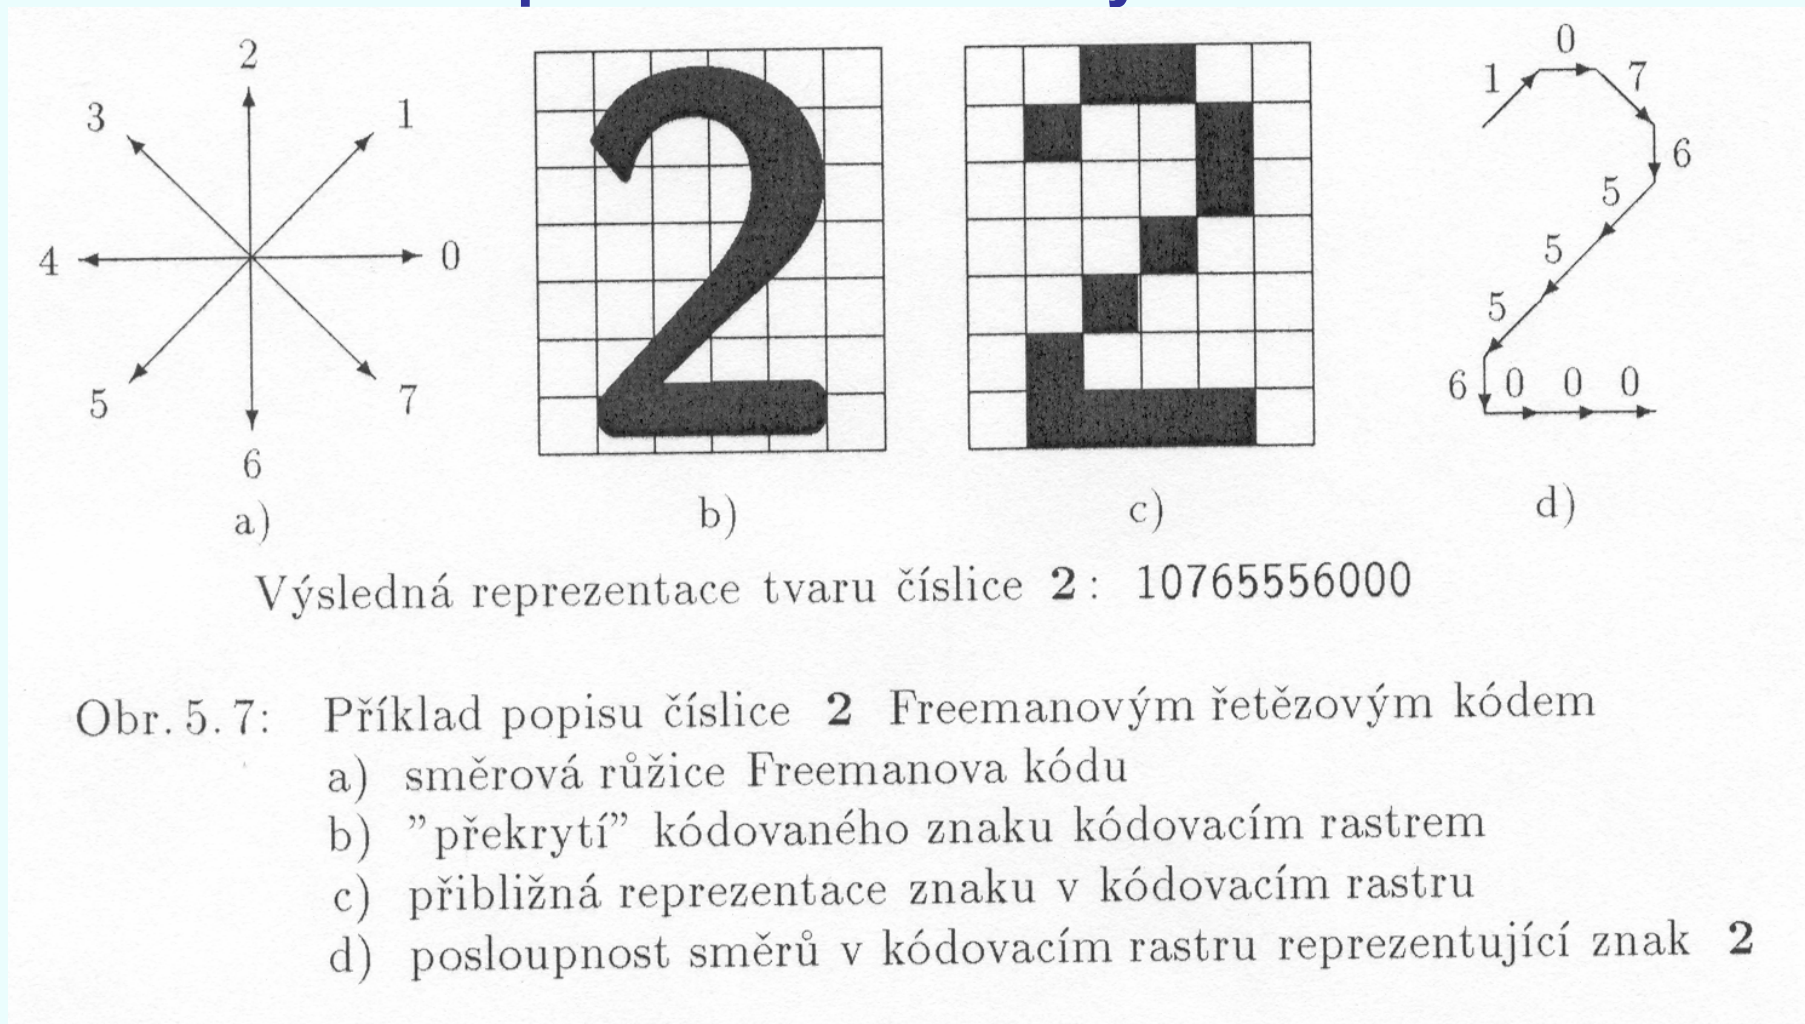 2
3 1
4 0
5 7
6
a)
b)
c)
1 0 7
6
5
5
5
6 0 0 0
d)
Výsledná reprezentace tvaru číslice 2 : 10765556000
Obr. 5. 7: Příklad popisu číslice 2 Freemanovým řetězovým kódem
a) směrová růžice Freemanova kódu
b) ”překrytí” kódovaného znaku kódovacím rastrem
c) přibližná reprezentace znaku v kódovacím rastru
d) posloupnost směrů v kódovacím rastru reprezentující znak 2